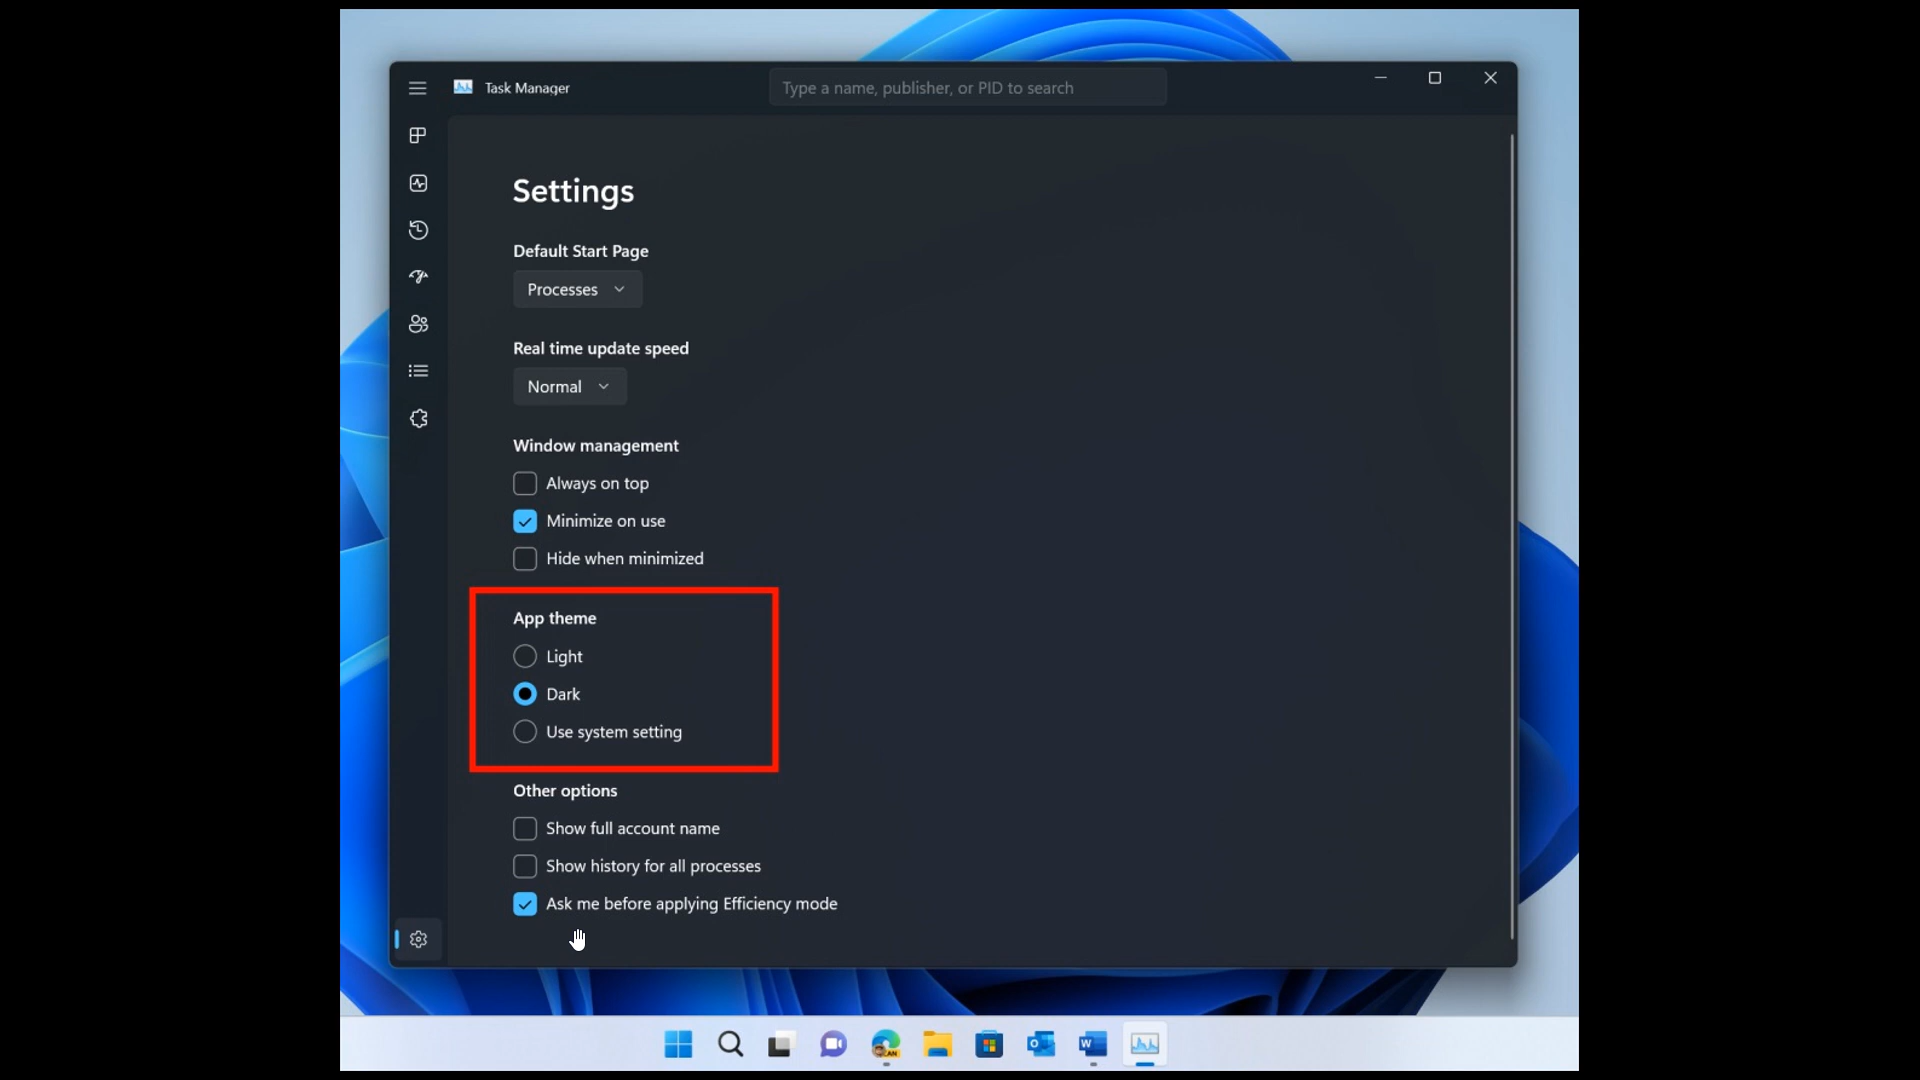 Task Manager
Type a name, publisher, or PID to search
Settings
Default Start Page
Processes
Real time update speed
Normal
Window management
Always on top
Minimize on use
Hide when minimized
App theme
Light
Dark
Use system setting
Other options
Show full account name
Show history for all processes
Ask me before applying Efficiency mode
CAN